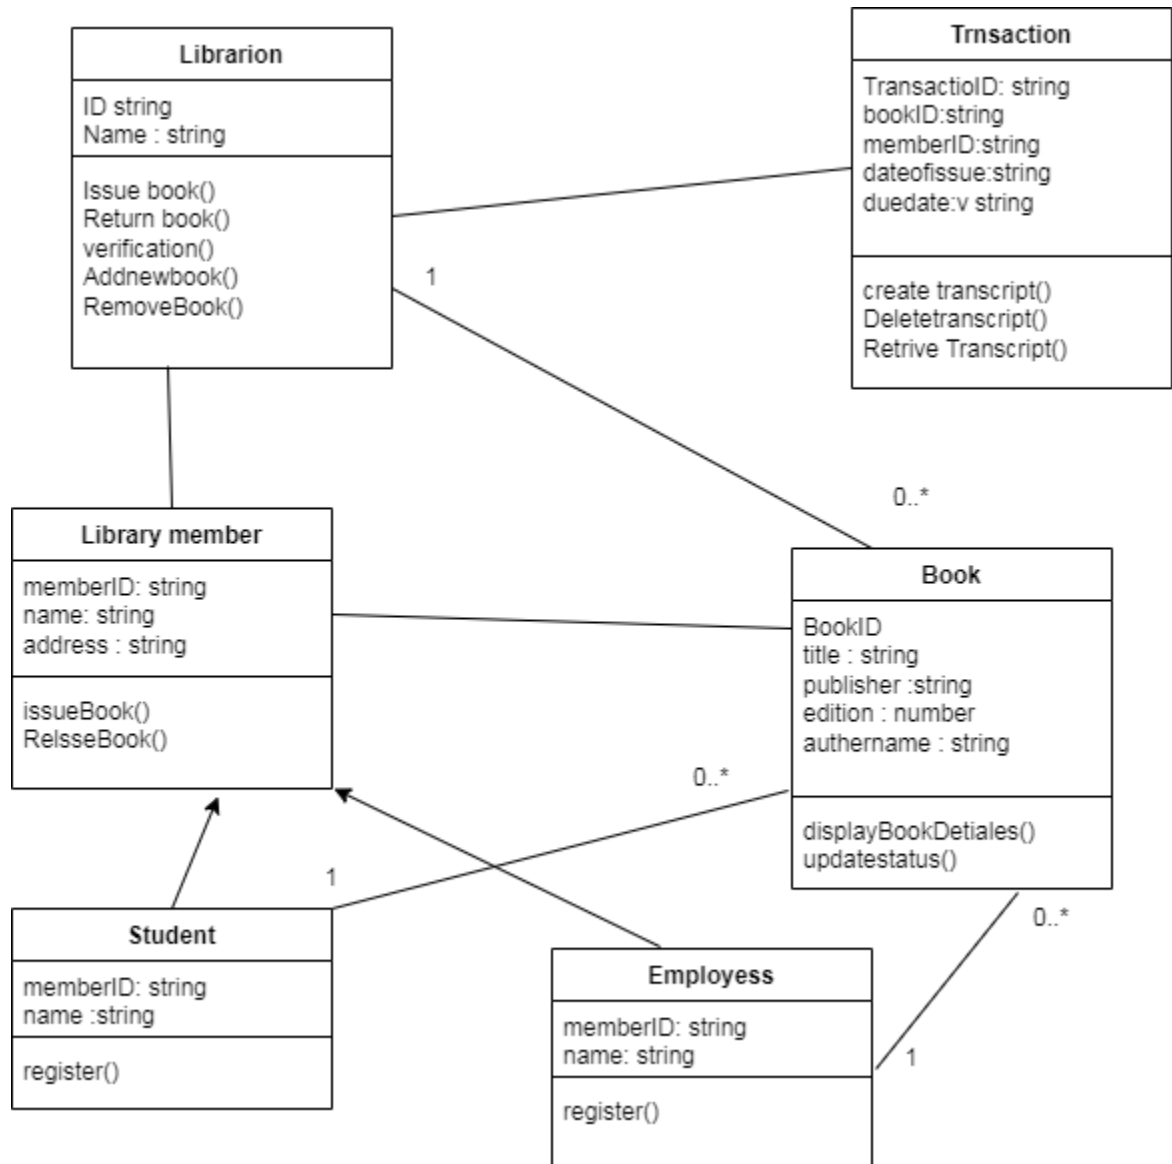 Librarion
ID string
Name : string
Issue book()
Return book()
verification()
Addnewbook()
RemoveBook()
Trnsaction
TransactioID: string
bookID:string
memberID:string
dateofissue:string
duedate:v string
create transcript()
Deletetranscript()
Retrive Transcript()
1
0..*
Library member
memberID: string
name: string
address : string
issueBook()
RelsseBook()
Book
BookID
title : string
publisher :string
edition : number
authername : string
displayBookDetiales()
updatestatus()
0..*
1
0..*
1
Student
memberID: string
name :string
register()
Employess
memberID: string
name: string
register()